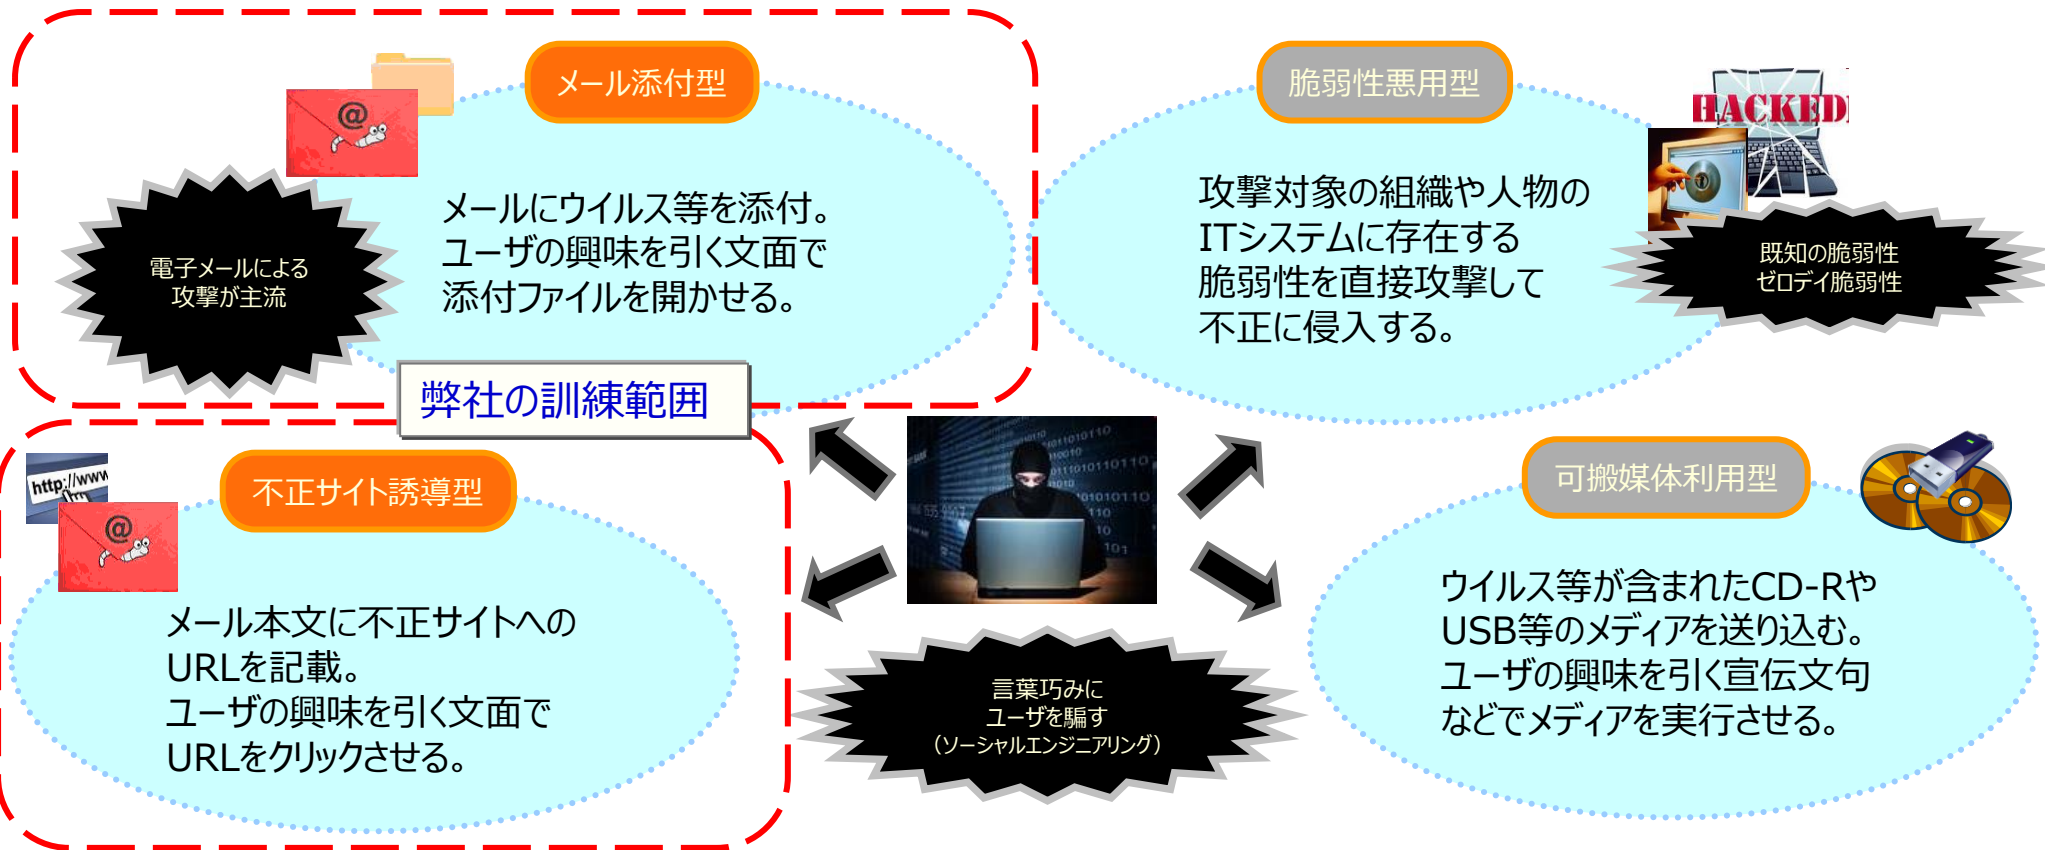 メール添付型
@
メールにウイルス等を添付。
ユーザの興味を引く文面で
添付ファイルを開かせる。
電子メールによる
攻撃が主流
脆弱性悪用型
HACKED
攻撃対象の組織や人物の
ITシステムに存在する
脆弱性を直接攻撃して
不正に侵入する。
既知の脆弱性
ゼロデイ脆弱性
弊社の訓練範囲
不正サイト誘導型
http://www
@
メール本文に不正サイトへの
URLを記載。
ユーザの興味を引く文面で
URLをクリックさせる。
言葉巧みに
ユーザを騙す
（ソーシャルエンジニアリング）
可搬媒体利用型
ウイルス等が含まれたCD-Rや
USB等のメディアを送り込む。
ユーザの興味を引く宣伝文句
などでメディアを実行させる。